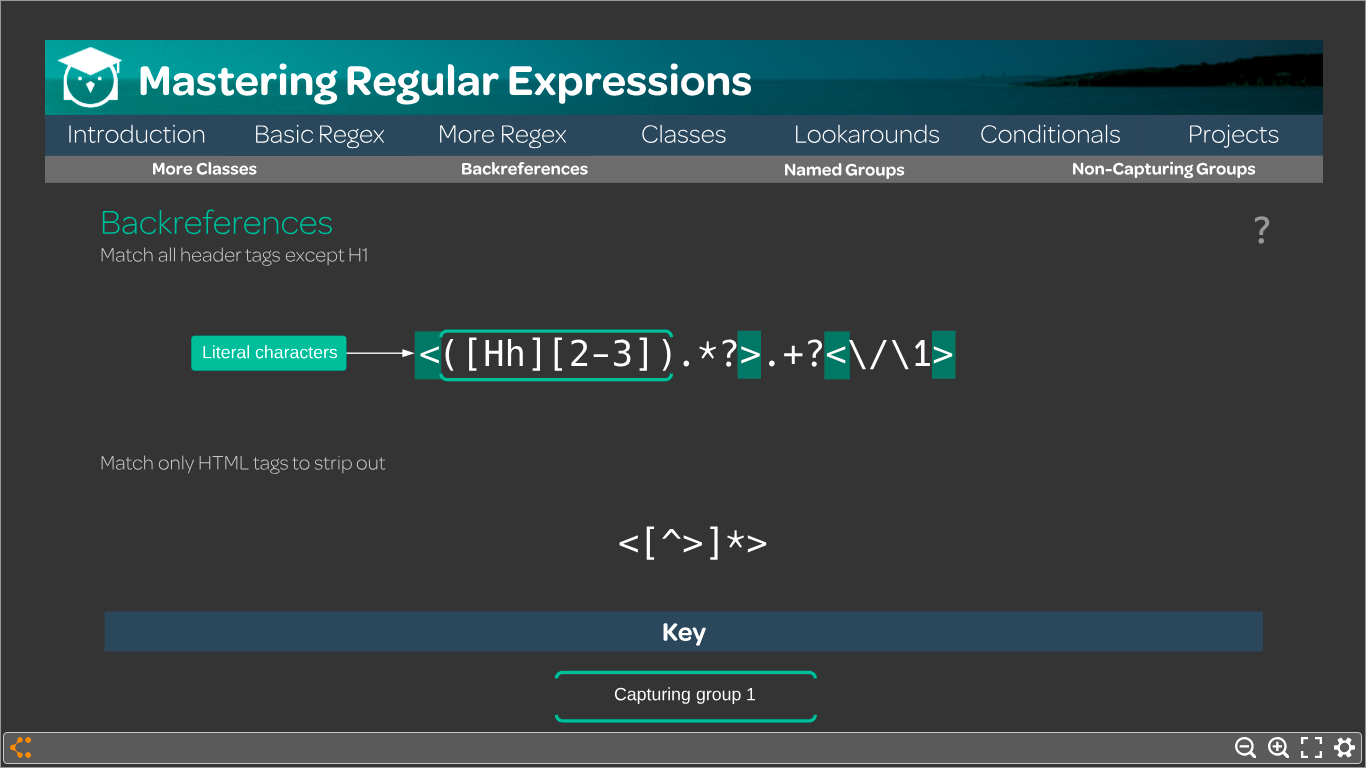 Mastering Regular Expressions
Introduction Basic Regex More Regex Classes Lookarounds Conditionals Projects
More Classes Backreferences Named Groups Non-Capturing Groups
Backreferences
?
Match all header tags except H1
Literal characters
<([Hh][2-3]).*?>.+?<\/\1>
Match only HTML tags to strip out
<[^>]*>
Key
Capturing group 1